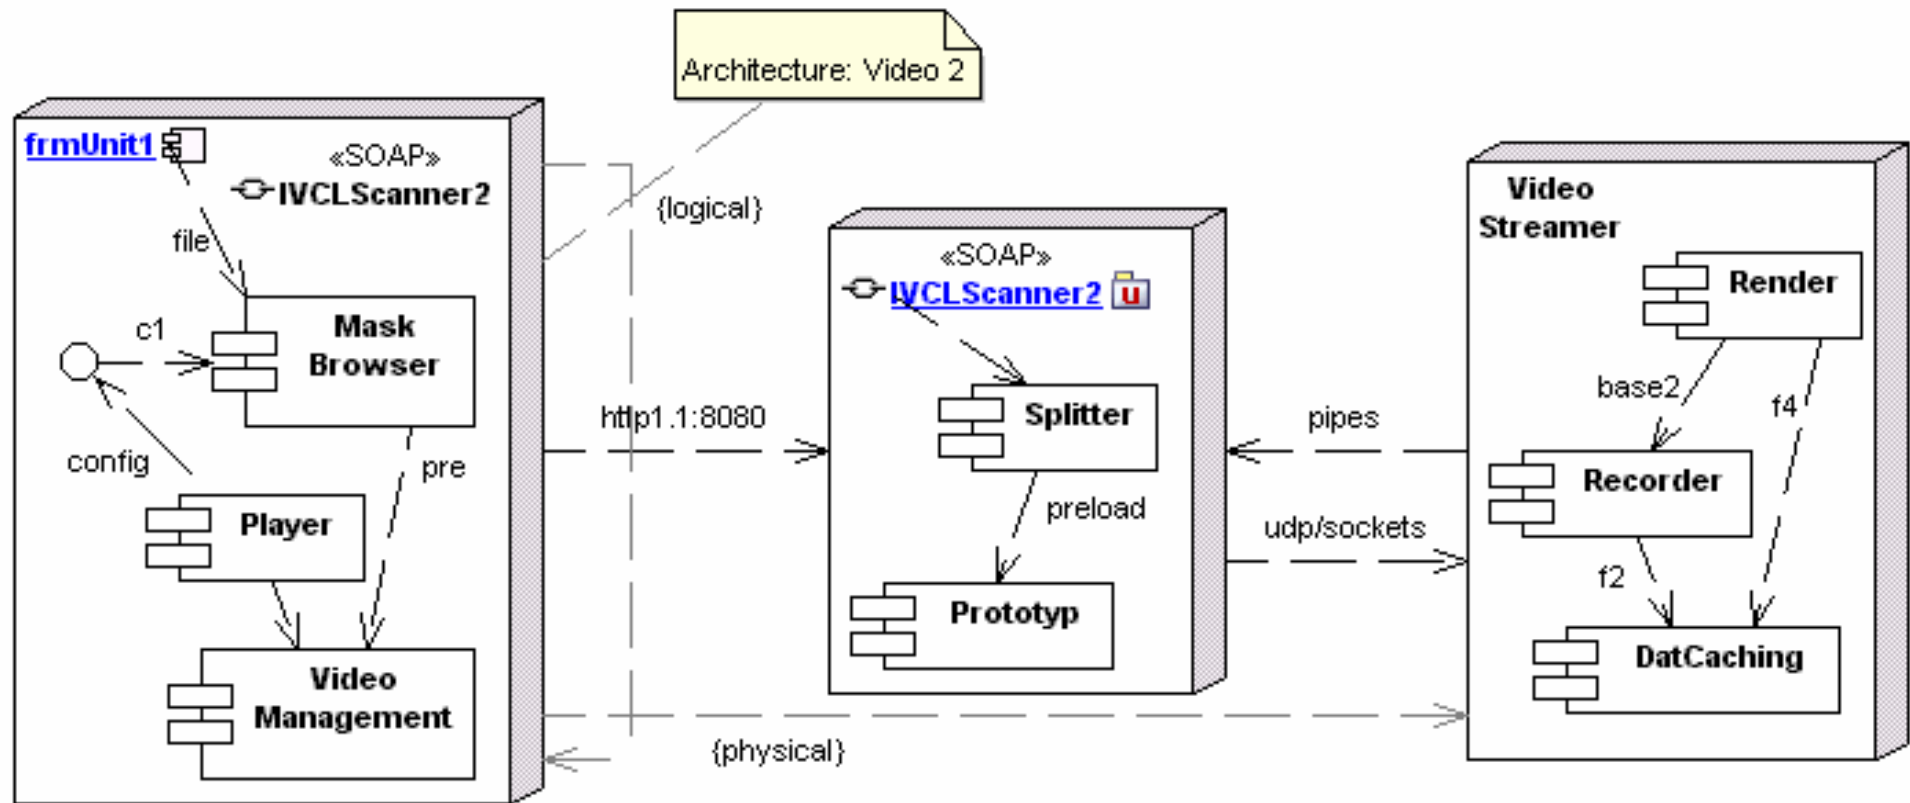 Architecture: Video 2
frmUnit1
«SOAP»
IVCLScanner2
file
c1
Mask
Browser
config
pre
Player
Video
Management
{logical}
http1.1:8080
«SOAP»
IVCLScanner2
u
Splitter
preload
Prototyp
pipes
udp/sockets
{physical}
Video
Streamer
Render
base2
f4
Recorder
f2
DatCaching